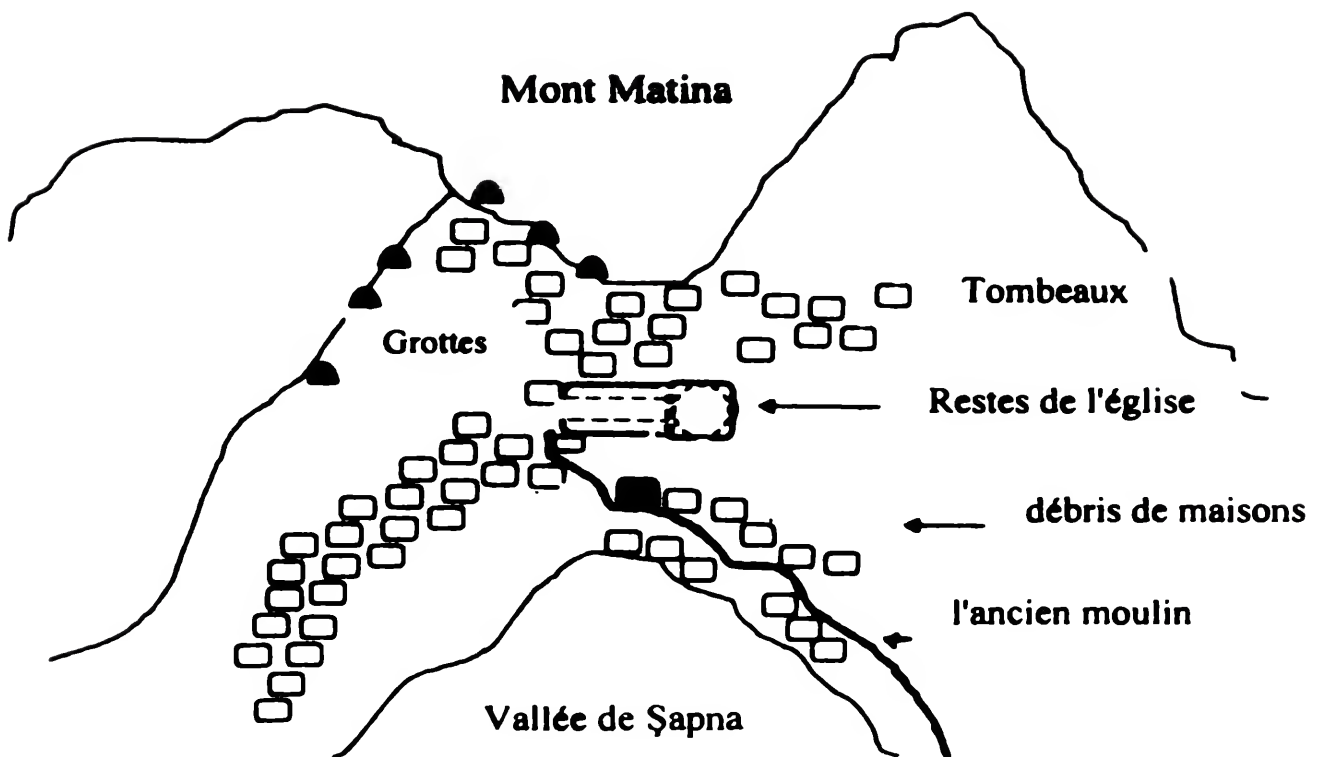 Mont Matina
Tombeaux
Grottes
Restes de l'église
débris de maisons
l'ancien moulin
Vallée de Şapna